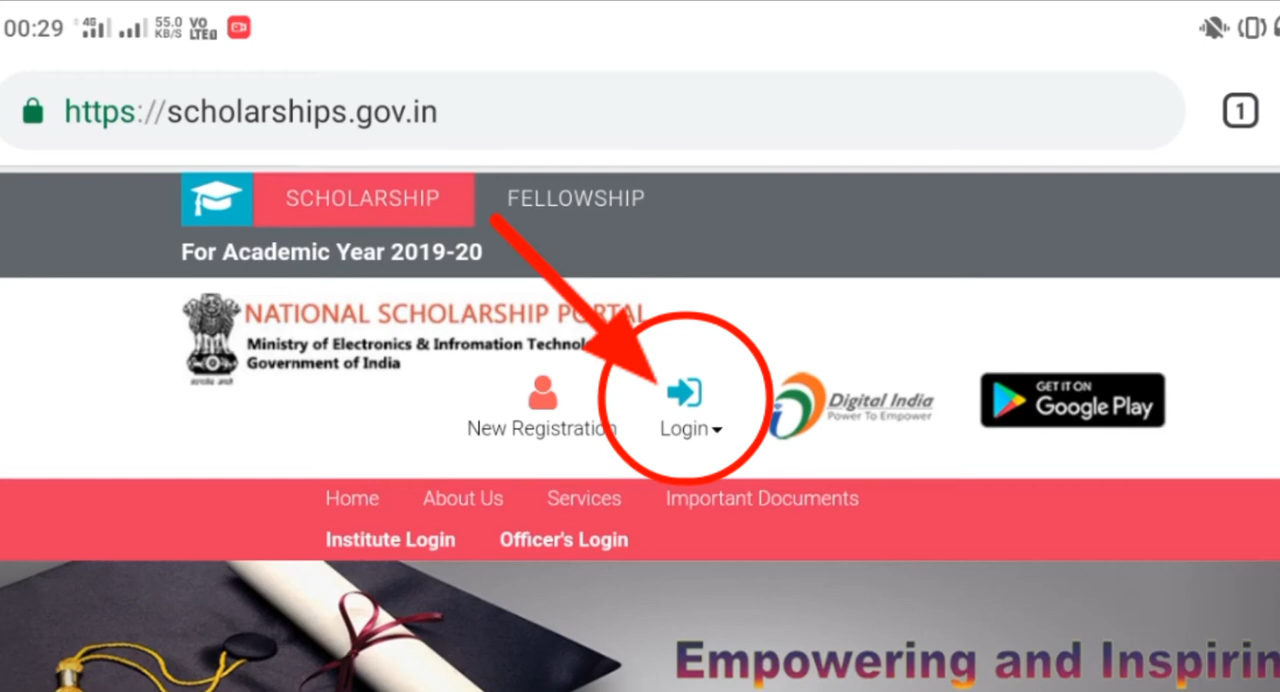 00:29 4G 55.0 KB/S VO LTE
https://scholarships.gov.in
1
SCHOLARSHIP FELLOWSHIP
For Academic Year 2019-20
NATIONAL SCHOLARSHIP PORTAL
Ministry of Electronics & Infromation Technol
Government of India
New Registration Login
Digital India
Power To Empower
GET IT ON
Google Play
Home About Us Services Important Documents
Institute Login Officer's Login
Empowering and Inspirin